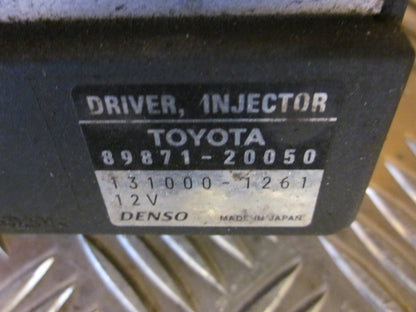 DRIVER, INJECTOR
TOYOTA
89871-20050
131000-1261
12V
DENSO MADE IN JAPAN